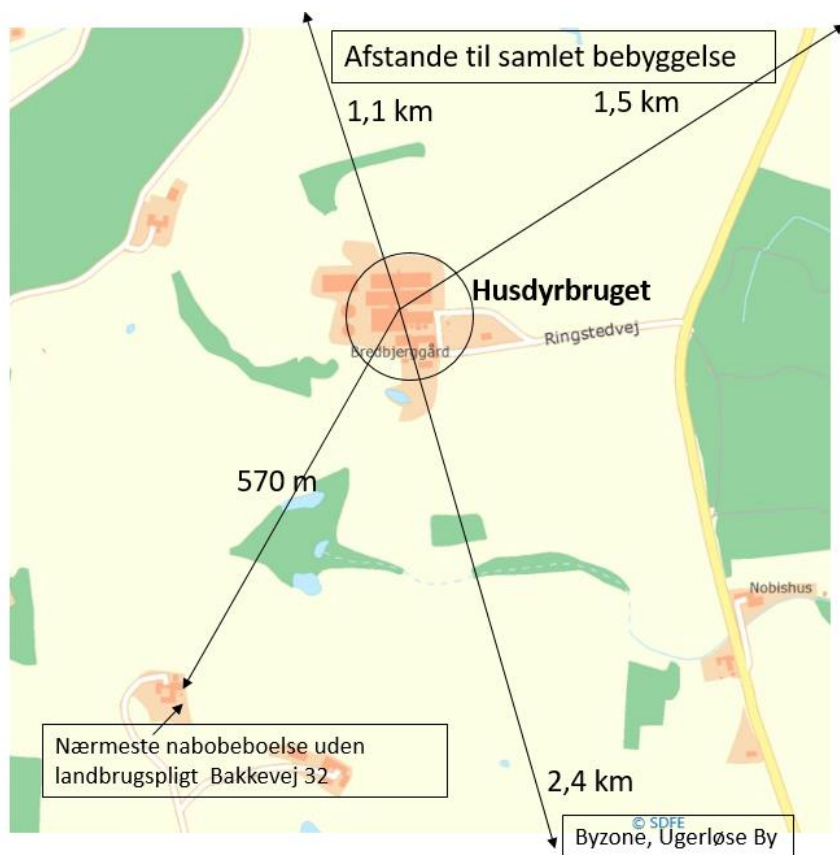 Afstande til samlet bebyggelse
1,1 km
1,5 km
Husdyrbruget
Ringstedvej
Bredbjerggård
570 m
Nobishus
Nærmeste nabobeboelse uden
landbrugspligt Bakkevej 32
2,4 km
© SDFE
Byzone, Ugerløse By